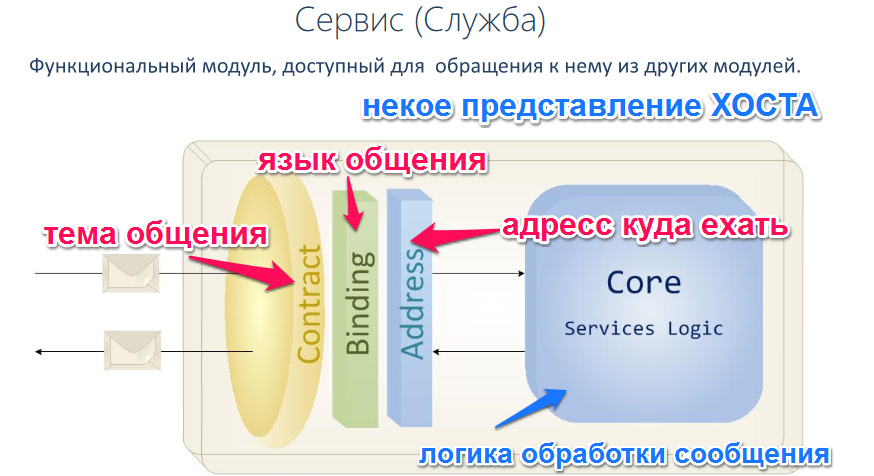 Сервис (Служба)
Функциональный модуль, доступный для обращения к нему из других модулей.
некое представление ХОСТА
язык общения
тема общения
адресс куда ехать
Contract
Binding
Address
Core
Services Logic
логика обработки сообщения